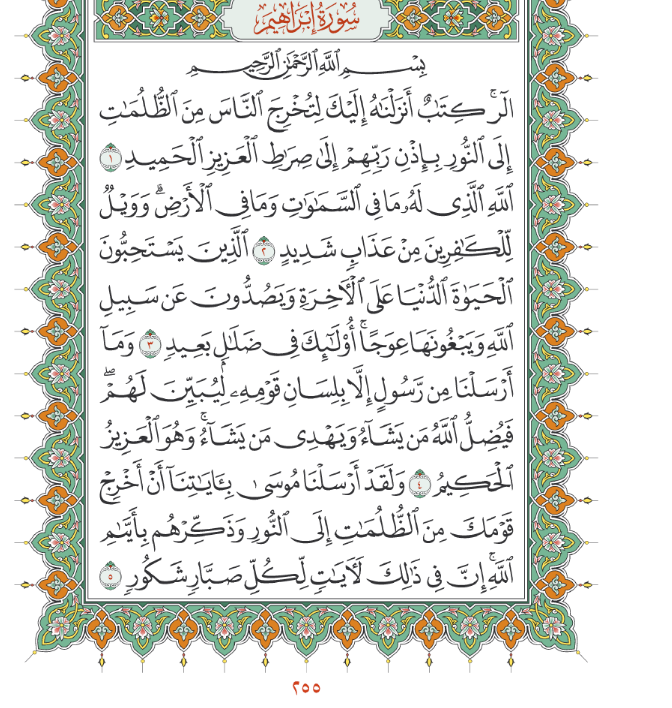 سُورَةُ إِبْرَاهِيمَ
بِسْمِ ٱللَّهِ ٱلرَّحْمَٰنِ ٱلرَّحِيمِ
الٓرۚ كِتَٰبٌ أَنزَلْنَٰهُ إِلَيْكَ لِتُخْرِجَ ٱلنَّاسَ مِنَ ٱلظُّلُمَٰتِ
إِلَى ٱلنُّورِ بِإِذْنِ رَبِّهِمْ إِلَىٰ صِرَٰطِ ٱلْعَزِيزِ ٱلْحَمِيدِ ١
ٱللَّهِ ٱلَّذِى لَهُۥ مَا فِى ٱلسَّمَٰوَٰتِ وَمَا فِى ٱلْأَرْضِۗ وَوَيْلٌ
لِّلْكَٰفِرِينَ مِنْ عَذَابٍ شَدِيدٍ ٢ ٱلَّذِينَ يَسْتَحِبُّونَ
ٱلْحَيَوٰةَ ٱلدُّنْيَا عَلَى ٱلْءَاخِرَةِ وَيَصُدُّونَ عَن سَبِيلِ
ٱللَّهِ وَيَبْغُونَهَا عِوَجًاۚ أُو۟لَٰٓئِكَ فِى ضَلَٰلٍۭ بَعِيدٍ ٣ وَمَآ
أَرْسَلْنَا مِن رَّسُولٍ إِلَّا بِلِسَانِ قَوْمِهِۦ لِيُبَيِّنَ لَهُمْۖ
فَيُضِلُّ ٱللَّهُ مَن يَشَآءُ وَيَهْدِى مَن يَشَآءُۚ وَهُوَ ٱلْعَزِيزُ
ٱلْحَكِيمُ ٤ وَلَقَدْ أَرْسَلْنَا مُوسَىٰ بِـَٔايَٰتِنَآ أَنْ أَخْرِجْ
قَوْمَكَ مِنَ ٱلظُّلُمَٰتِ إِلَى ٱلنُّورِ وَذَكِّرْهُم بِأَيَّىٰمِ
ٱللَّهِۚ إِنَّ فِى ذَٰلِكَ لَءَايَٰتٍ لِّكُلِّ صَبَّارٍ شَكُورٍ ٥
٢٥٥